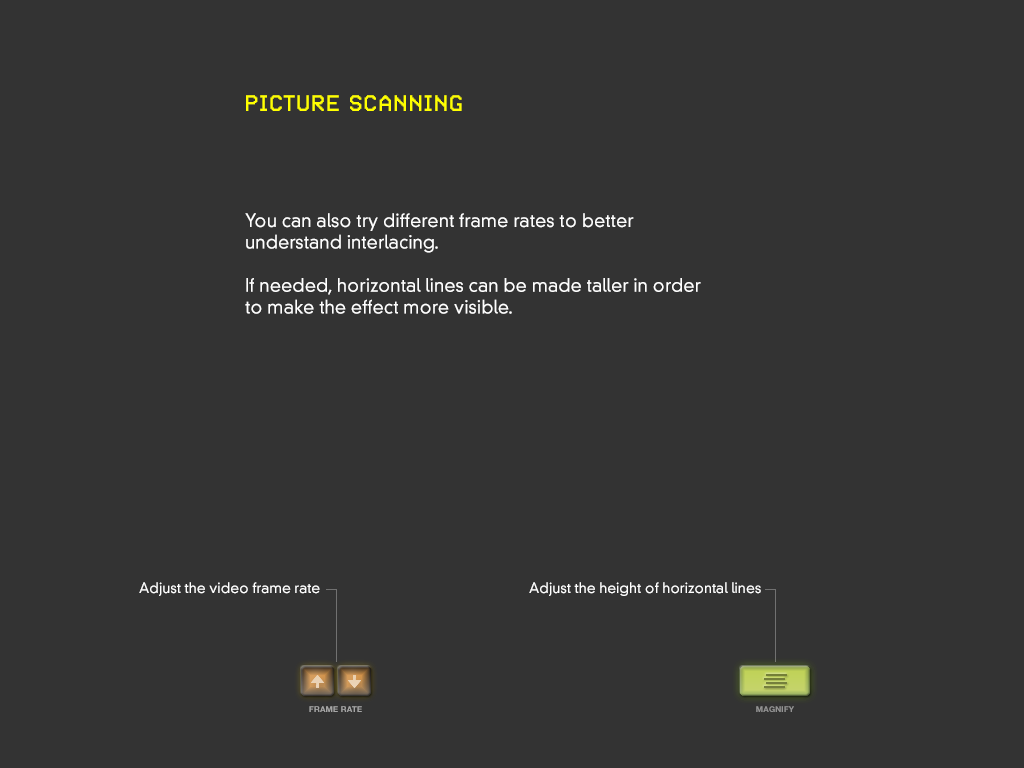 PICTURE SCANNING
You can also try different frame rates to better
understand interlacing.
If needed, horizontal lines can be made taller in order
to make the effect more visible.
Adjust the video frame rate
Adjust the height of horizontal lines
FRAME RATE
MAGNIFY